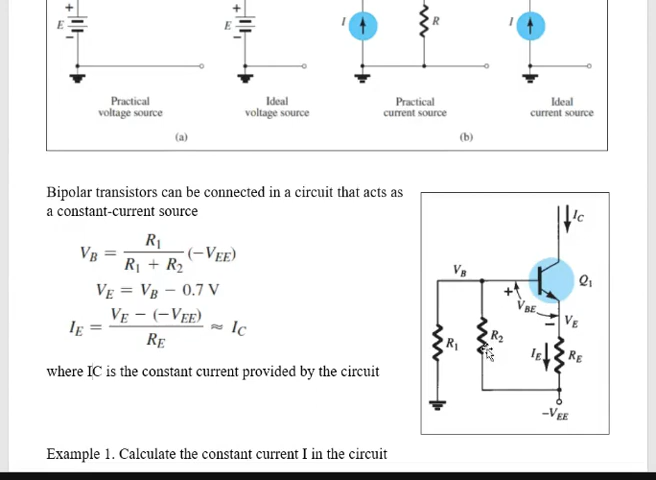 E
E
I
R
I
Practical
voltage source
Ideal
voltage source
Practical
current source
Ideal
current source
(a)
(b)
Bipolar transistors can be connected in a circuit that acts as
a constant-current source
V_B = R_1 / (R_1 + R_2) (−V_EE)
V_E = V_B − 0.7 V
I_E = (V_E − (−V_EE)) / R_E ≈ I_C
where IC is the constant current provided by the circuit
I_C
V_B
Q_1
+
V_BE
−
V_E
R_1
R_2
I_E
R_E
−V_EE
Example 1. Calculate the constant current I in the circuit